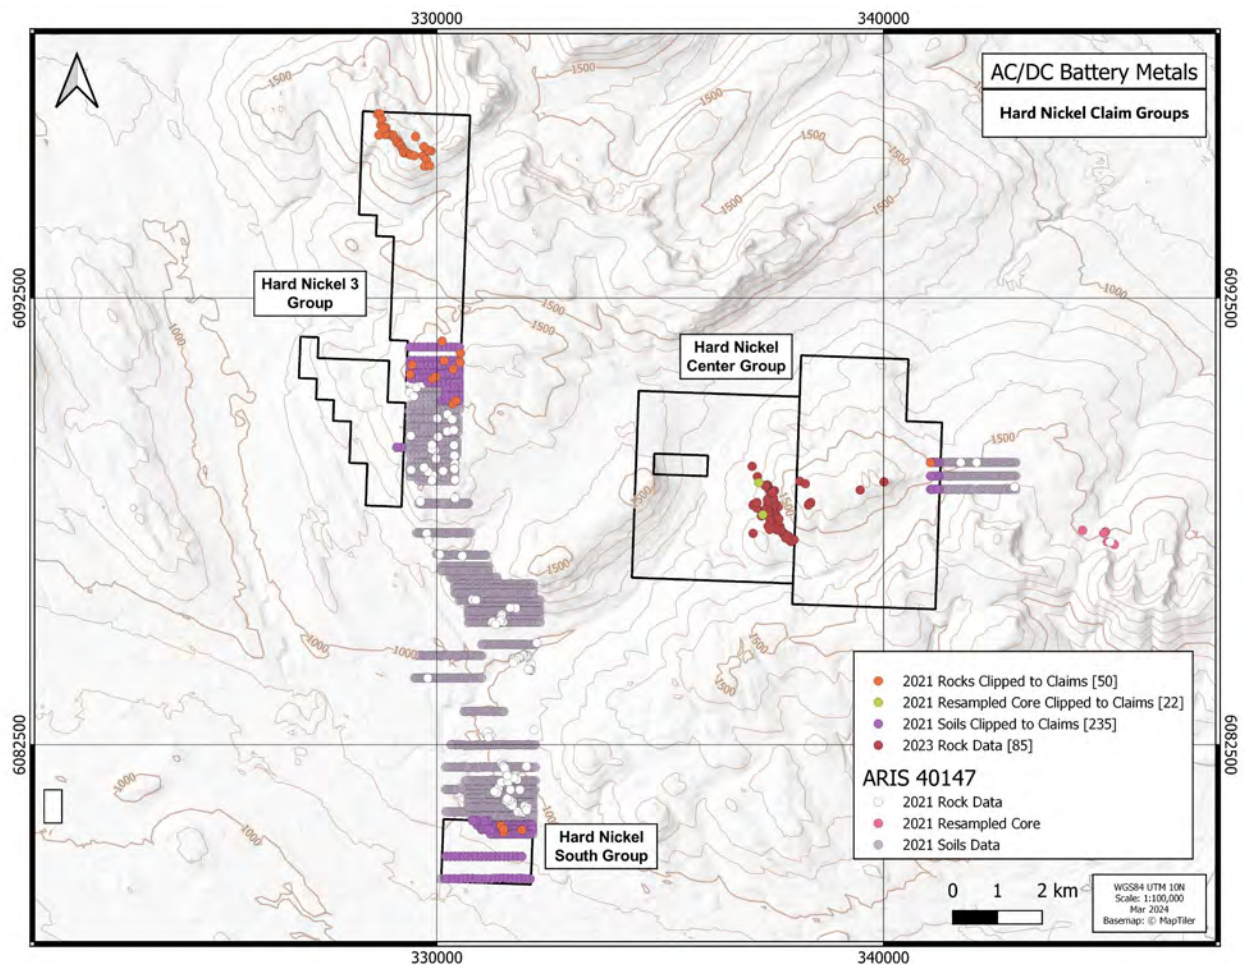 330000
340000
AC/DC Battery Metals
Hard Nickel Claim Groups
1500
1500
1500
1500
1500
1500
1500
6092500
6092500
Hard Nickel 3
Group
1000
1000
1500
1500
Hard Nickel
Center Group
1500
1500
1500
1500
1500
1000
1000
1500
1500
6082500
6082500
1000
1000
1000
Hard Nickel
South Group
2021 Rocks Clipped to Claims [50]
2021 Resampled Core Clipped to Claims [22]
2021 Soils Clipped to Claims [235]
2023 Rock Data [85]
ARIS 40147
2021 Rock Data
2021 Resampled Core
2021 Soils Data
0 1 2 km
WGS84 UTM 10N
Scale: 1:100,000
Mar 2024
Basemap: © MapTiler
330000
340000